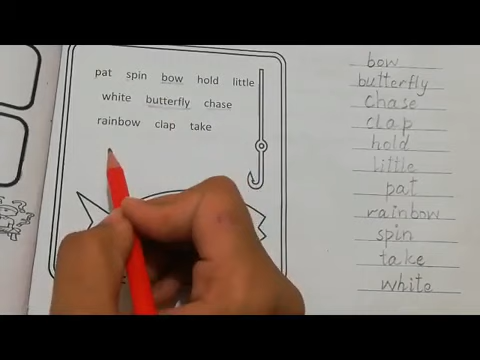 pat spin bow hold little
white butterfly chase
rainbow clap take
bow
butterfly
chase
clap
hold
little
pat
rainbow
spin
take
white